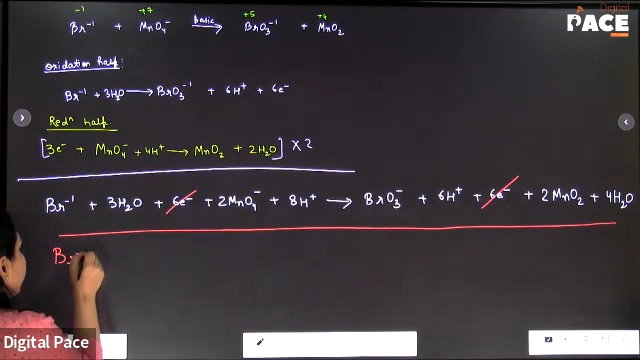 Digital
PACE
-1 +7 +5 +4
Br⁻¹ + MnO₄⁻ basic⟶ BrO₃⁻¹ + MnO₂
Oxidation half:
Br⁻¹ + 3H₂O ⟶ BrO₃⁻¹ + 6H⁺ + 6e⁻
Redⁿ half:
[3e⁻ + MnO₄⁻ + 4H⁺ ⟶ MnO₂ + 2H₂O] × 2
Br⁻¹ + 3H₂O + 6e⁻ + 2MnO₄⁻ + 8H⁺ ⟶ BrO₃⁻ + 6H⁺ + 6e⁻ + 2MnO₂ + 4H₂O
Br
Digital Pace